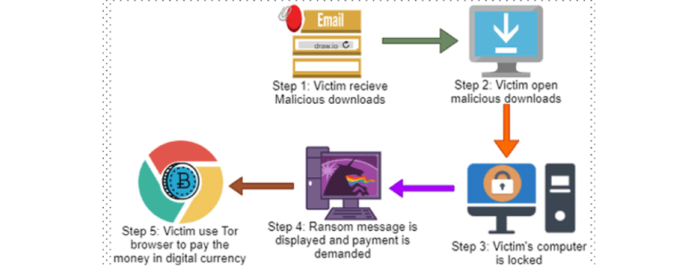 Email
draw.io
Step 1: Victim recieve
Malicious downloads
Step 2: Victim open
malicious downloads
Step 3: Victim's computer
is locked
Step 4: Ransom message is
displayed and payment is
demanded
Step 5: Victim use Tor
browser to pay the
money in digital currency